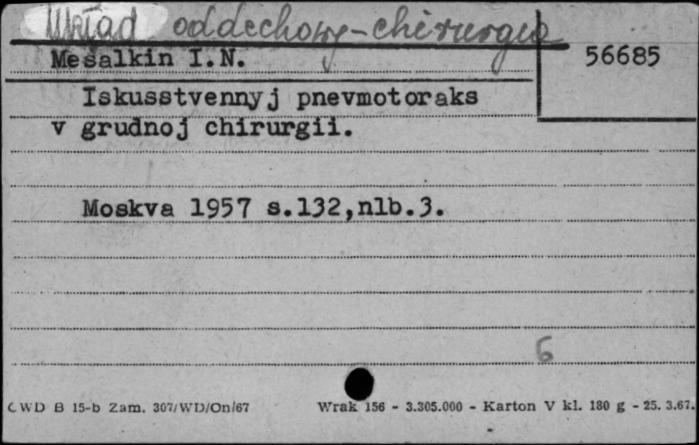 Układ oddechowy-chirurgia
Mešalkin I.N.
56685
Iskusstvennyj pnevmotoraks
v grudnoj chirurgii.
Moskva 1957 s.132,nlb.3.
6
CWD B 15-b Zam. 307/WD/On/67
Wrak 156 - 3.305.000 - Karton V kl. 180 g - 25. 3.67.